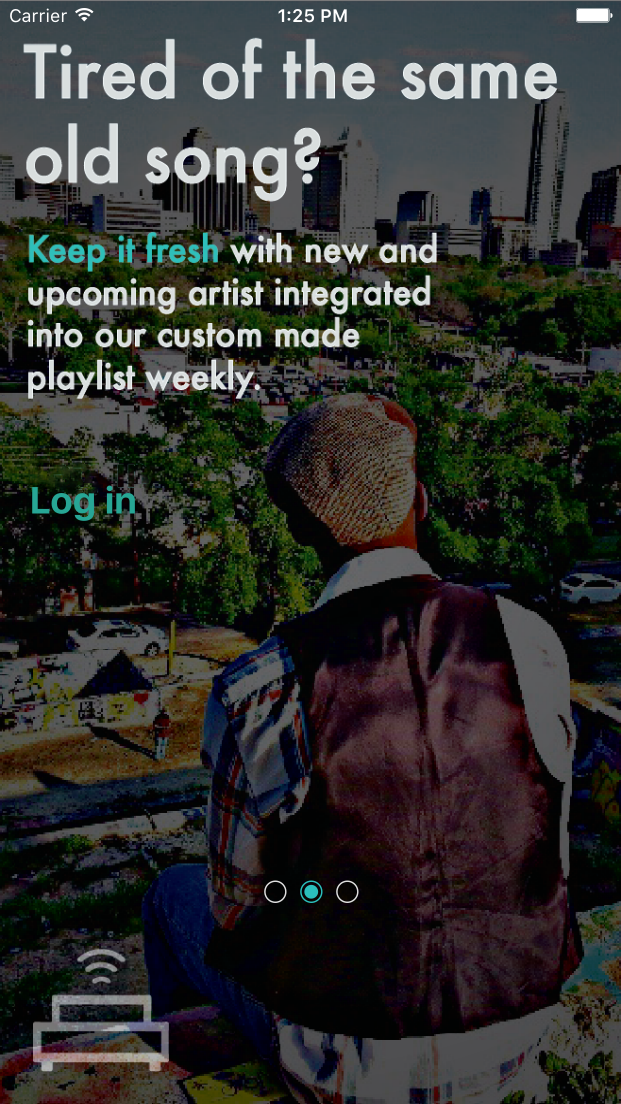 Carrier 1:25 PM
Tired of the same
old song?
Keep it fresh with new and
upcoming artist integrated
into our custom made
playlist weekly.
Log in